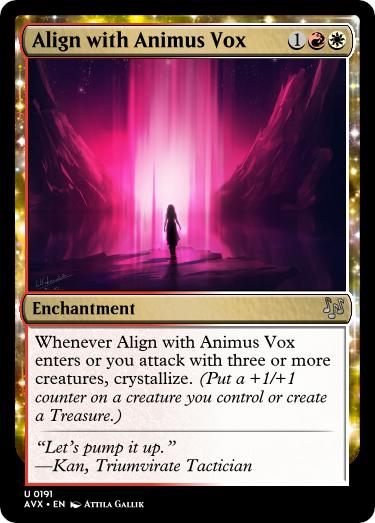 Align with Animus Vox 1
Enchantment
Whenever Align with Animus Vox
enters or you attack with three or more
creatures, crystallize. (Put a +1/+1
counter on a creature you control or create
a Treasure.)
“Let’s pump it up.”
—Kan, Triumvirate Tactician
U 0191
AVX • EN Attila Gallik